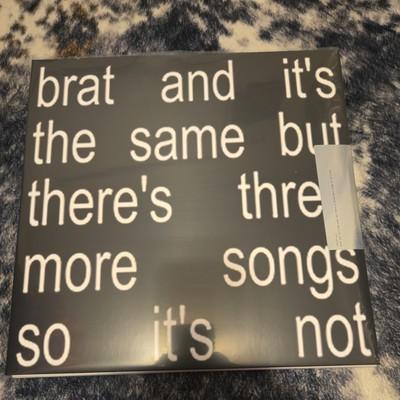 brat and it's
the same but
there's thre
more songs
so it's not